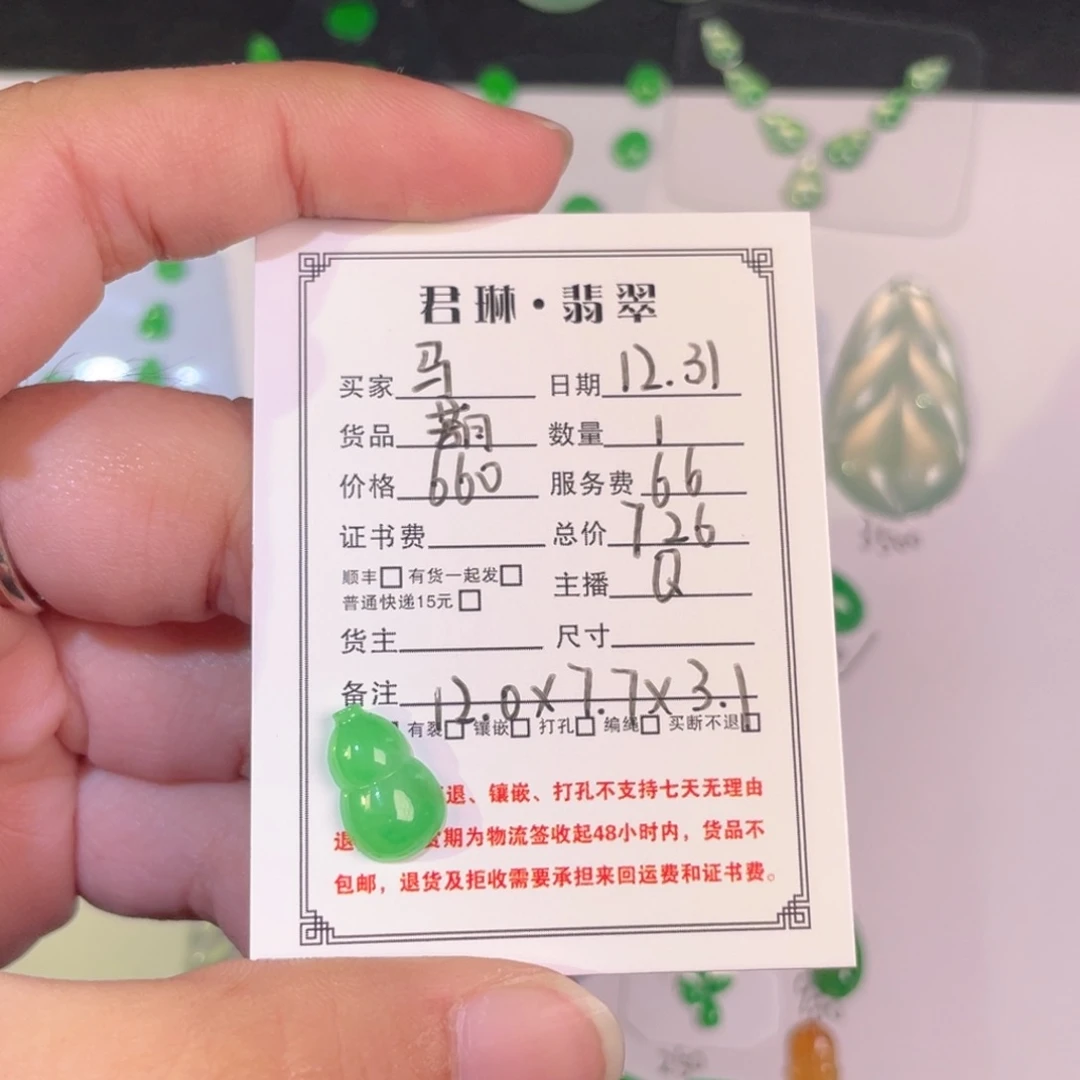 君琳·翡翠
买家 马 日期 12.31
货品 数量 1
价格 660 服务费 66
证书费 总价 726
顺丰□ 有货一起发□
普通快递15元□ 主播 Q
货主 尺寸
备注 12.0x7.7x3.1
有裂□ 镶嵌□ 打孔□ 编绳□ 买断不退□
退、镶嵌、打孔不支持七天无理由
退 期为物流签收起48小时内，货品不
包邮，退货及拒收需要承担来回运费和证书费。